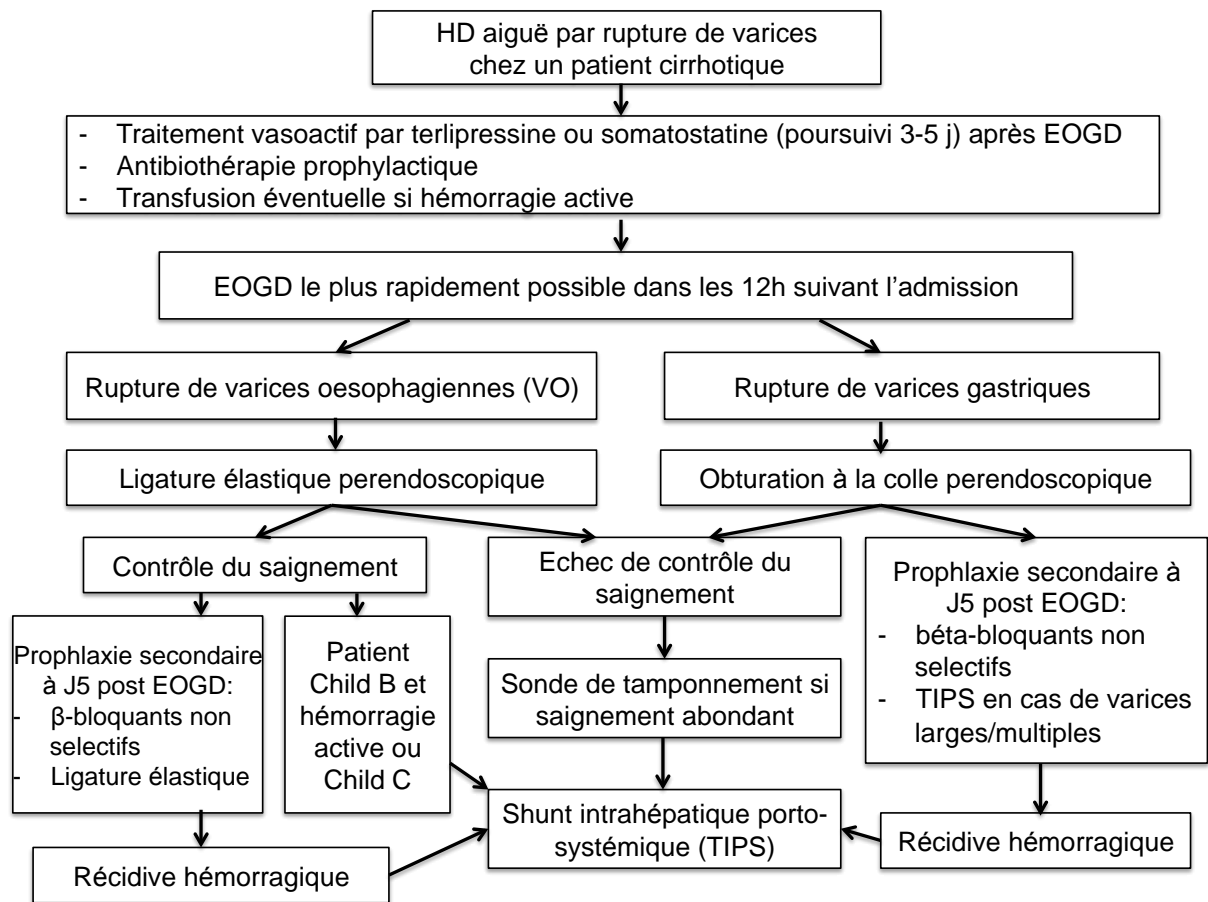 HD aiguë par rupture de varices
chez un patient cirrhotique
- Traitement vasoactif par terlipressine ou somatostatine (poursuivi 3-5 j) après EOGD
- Antibiothérapie prophylactique
- Transfusion éventuelle si hémorragie active
EOGD le plus rapidement possible dans les 12h suivant l’admission
Rupture de varices oesophagiennes (VO)
Rupture de varices gastriques
Ligature élastique perendoscopique
Obturation à la colle perendoscopique
Contrôle du saignement
Echec de contrôle du
saignement
Prophlaxie secondaire à
J5 post EOGD:
- béta-bloquants non
selectifs
- TIPS en cas de varices
larges/multiples
Prophlaxie secondaire
à J5 post EOGD:
- β-bloquants non
selectifs
- Ligature élastique
Patient
Child B et
hémorragie
active ou
Child C
Sonde de tamponnement si
saignement abondant
Shunt intrahépatique porto-
systémique (TIPS)
Récidive hémorragique
Récidive hémorragique